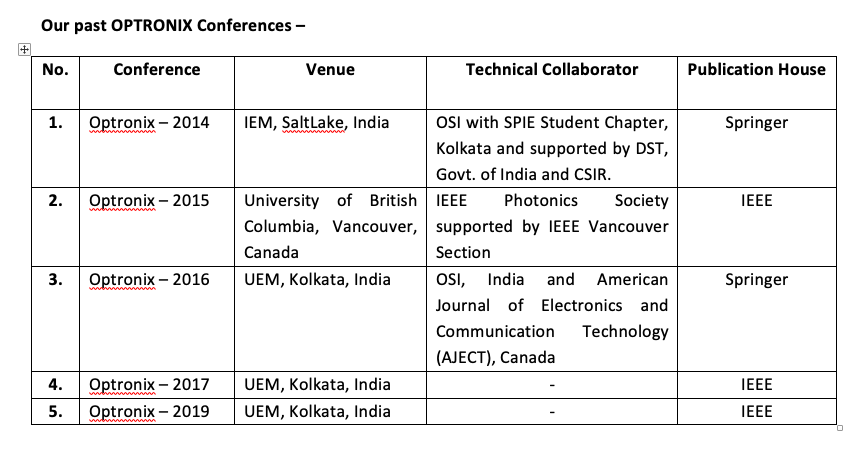 Our past OPTRONIX Conferences –
No. Conference Venue Technical Collaborator Publication House
1. Optronix – 2014 IEM, SaltLake, India OSI with SPIE Student Chapter, Springer
Kolkata and supported by DST,
Govt. of India and CSIR.
2. Optronix – 2015 University of British IEEE Photonics Society IEEE
Columbia, Vancouver, supported by IEEE Vancouver
Canada Section
3. Optronix – 2016 UEM, Kolkata, India OSI, India and American Springer
Journal of Electronics and
Communication Technology
(AJECT), Canada
4. Optronix – 2017 UEM, Kolkata, India - IEEE
5. Optronix – 2019 UEM, Kolkata, India - IEEE